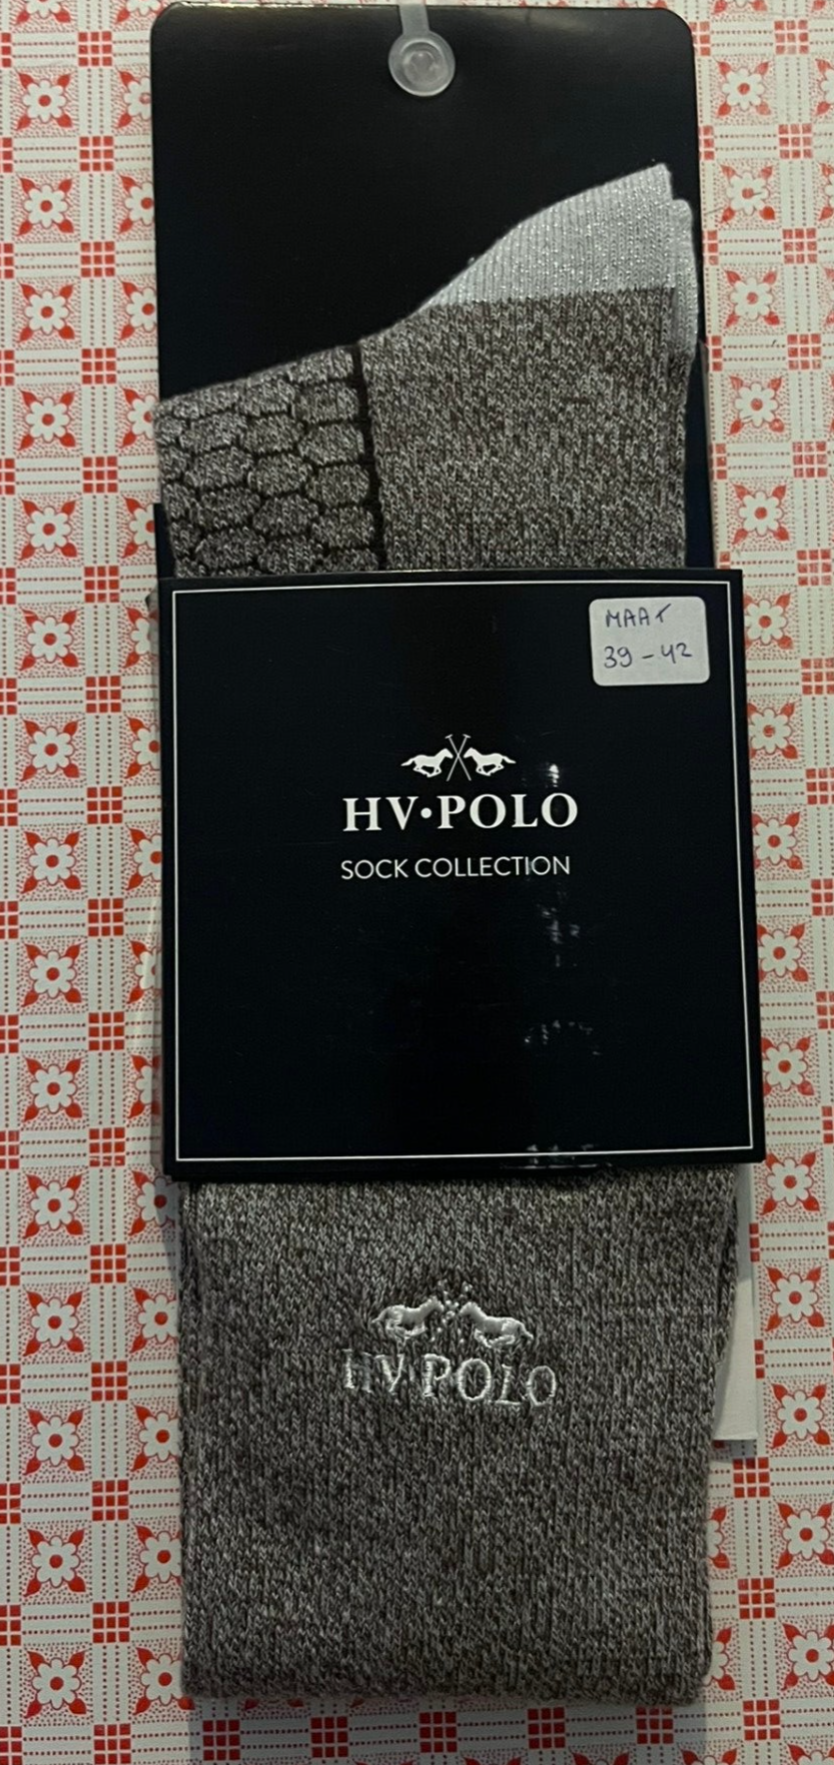 MAAT
39-42
HV•POLO
SOCK COLLECTION
HV POLO